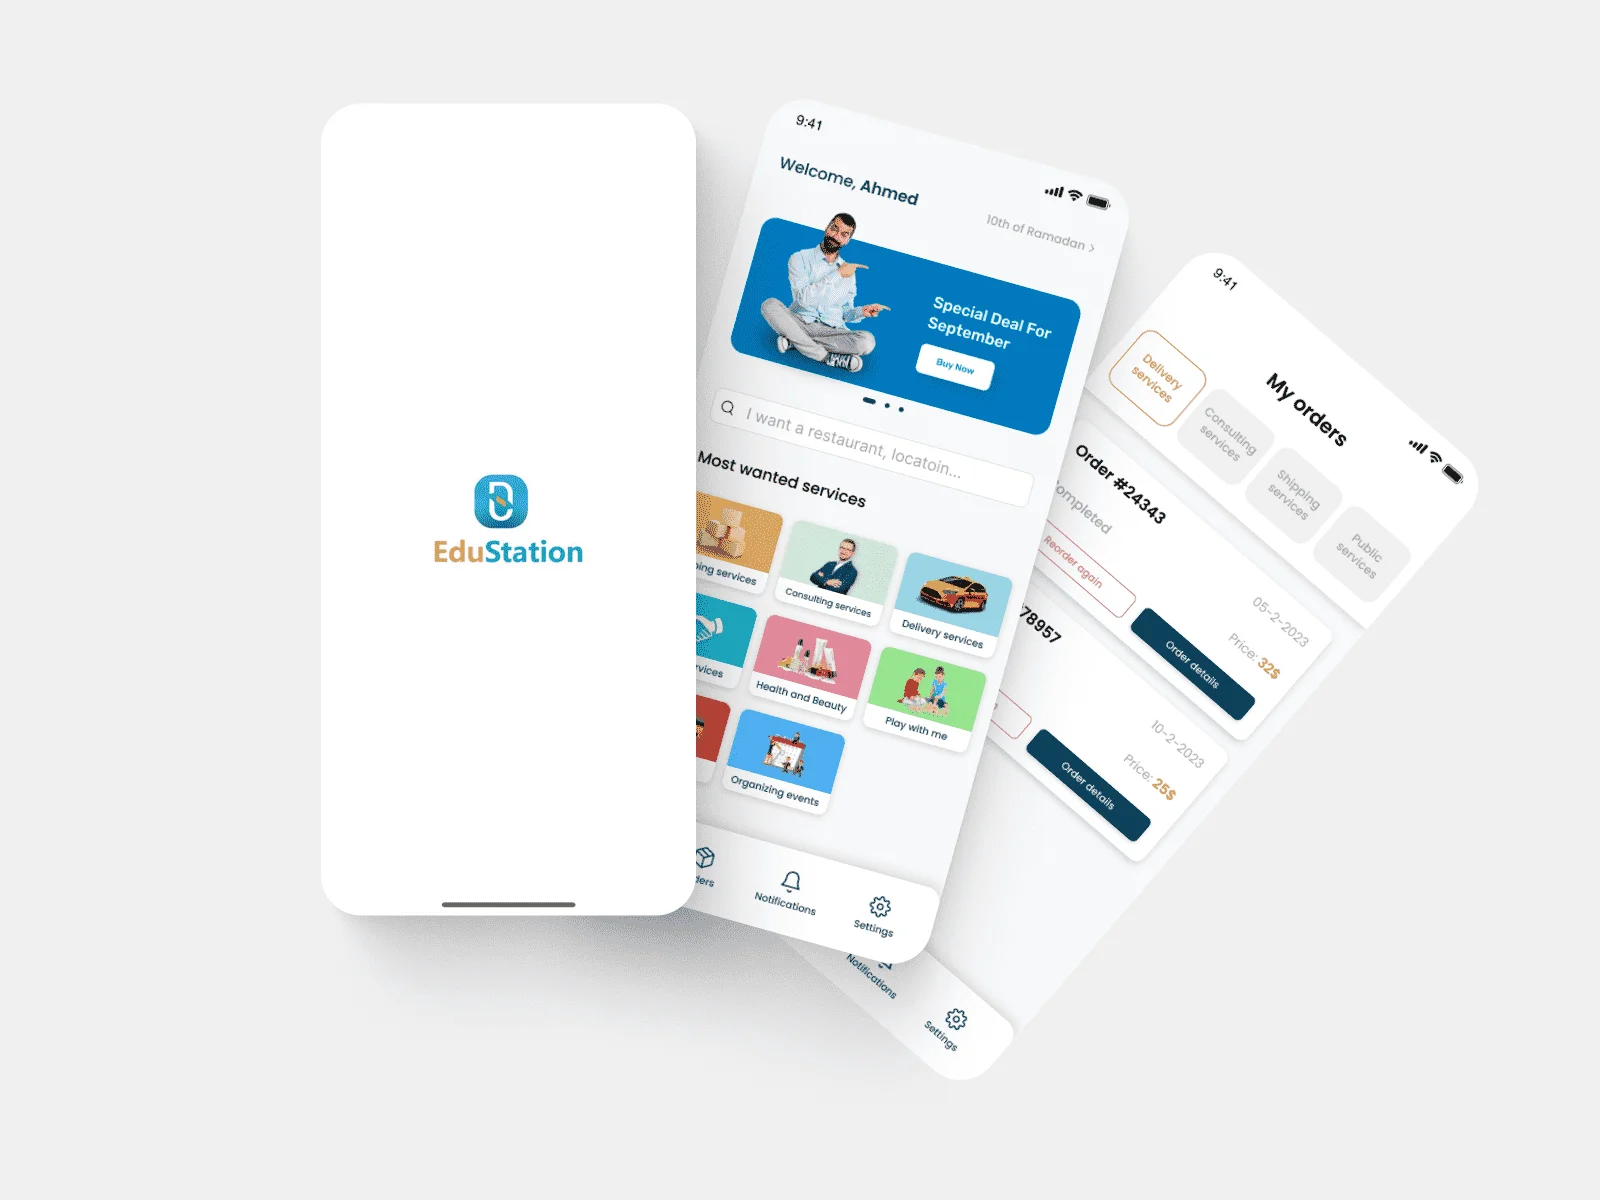 EduStation
9:41
Welcome, Ahmed
10th of Ramadan >
Special Deal For
September
Buy Now
I want a restaurant, locatoin...
Most wanted services
ping services
Consulting services
Delivery services
vices
Health and Beauty
Play with me
Organizing events
ders
Notifications
Settings
9:41
My orders
Delivery
services
Consulting
services
Shipping
services
Public
services
Order #24343
ompleted
05-2-2023
Price: 32$
Reorder again
Order details
78957
10-2-2023
Price: 25$
Order details
Notifications
Settings